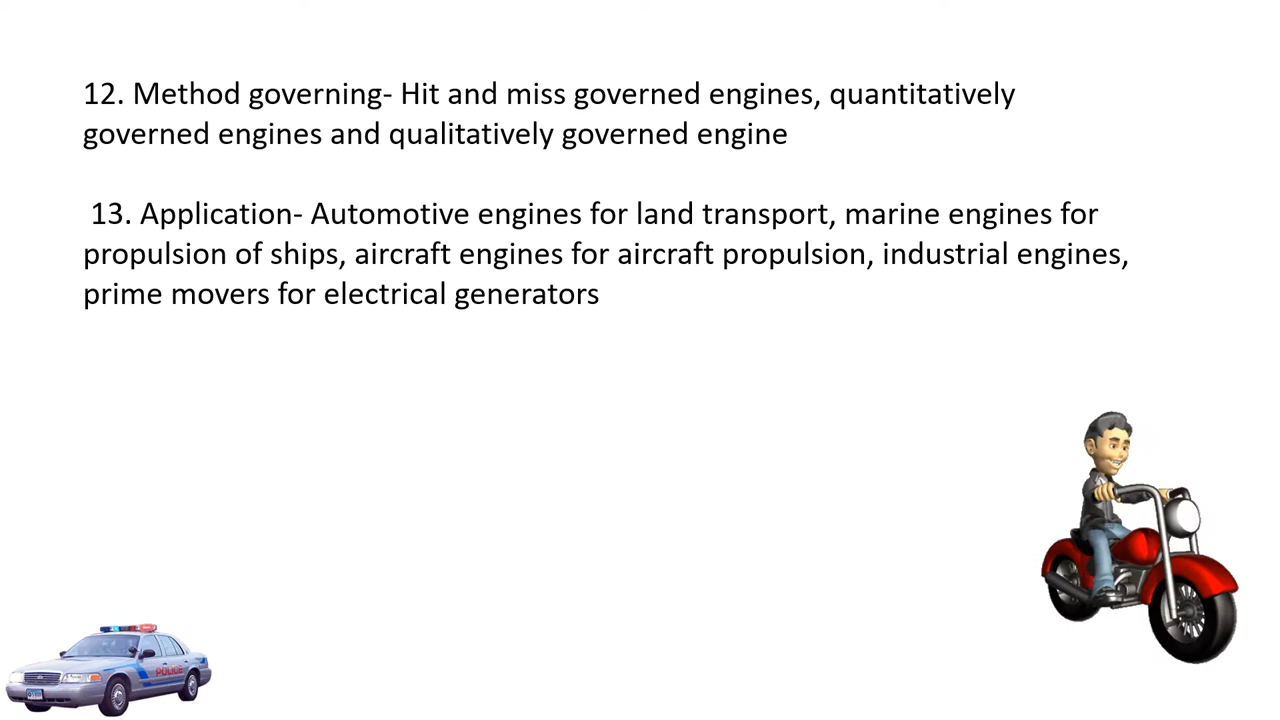 12. Method governing- Hit and miss governed engines, quantitatively
governed engines and qualitatively governed engine
13. Application- Automotive engines for land transport, marine engines for
propulsion of ships, aircraft engines for aircraft propulsion, industrial engines,
prime movers for electrical generators
POLICE